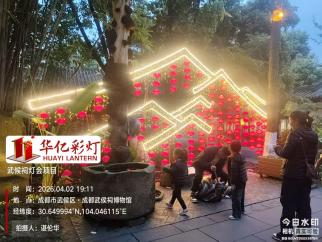 华亿彩灯
HUAYI LANTERN
武候祠灯会项目
时 间：2026.04.02 19:11
地 点：成都市武侯区·成都武侯祠博物馆
经纬度：30.649994°N,104.046115°E
拍摄人：谌伦华
今日水印
相机